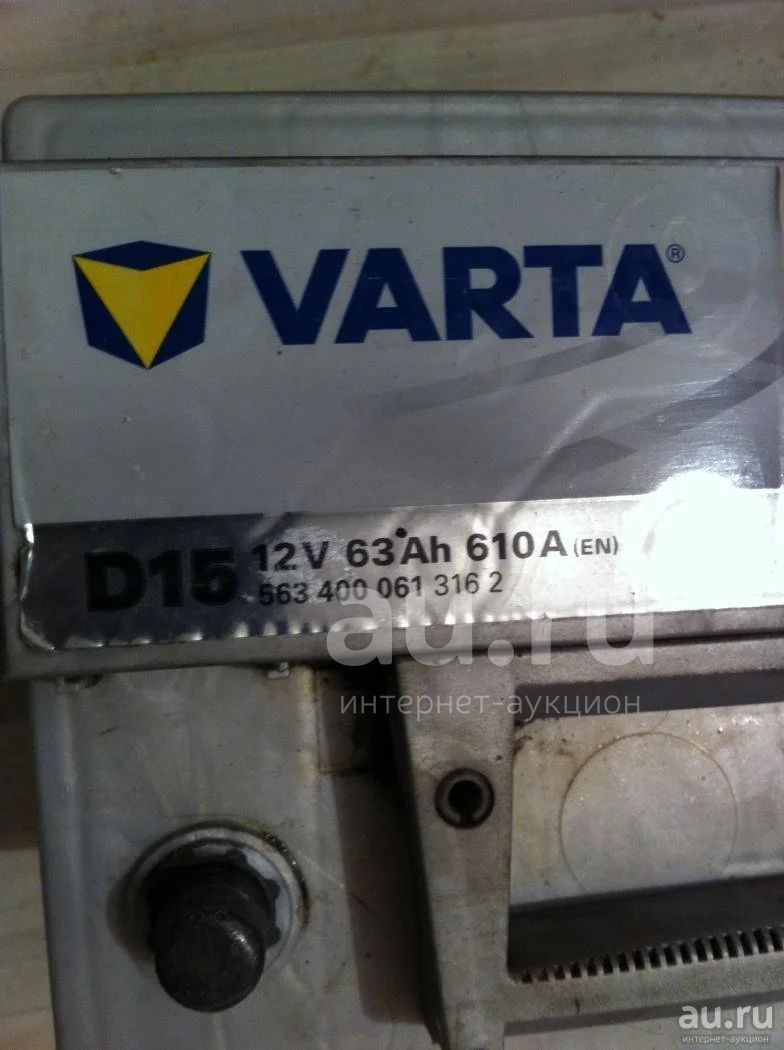 VARTA®
D15 12V 63Ah 610A (EN)
563 400 061 316 2
au.ru
интернет-аукцион
au.ru
интернет-аукцион